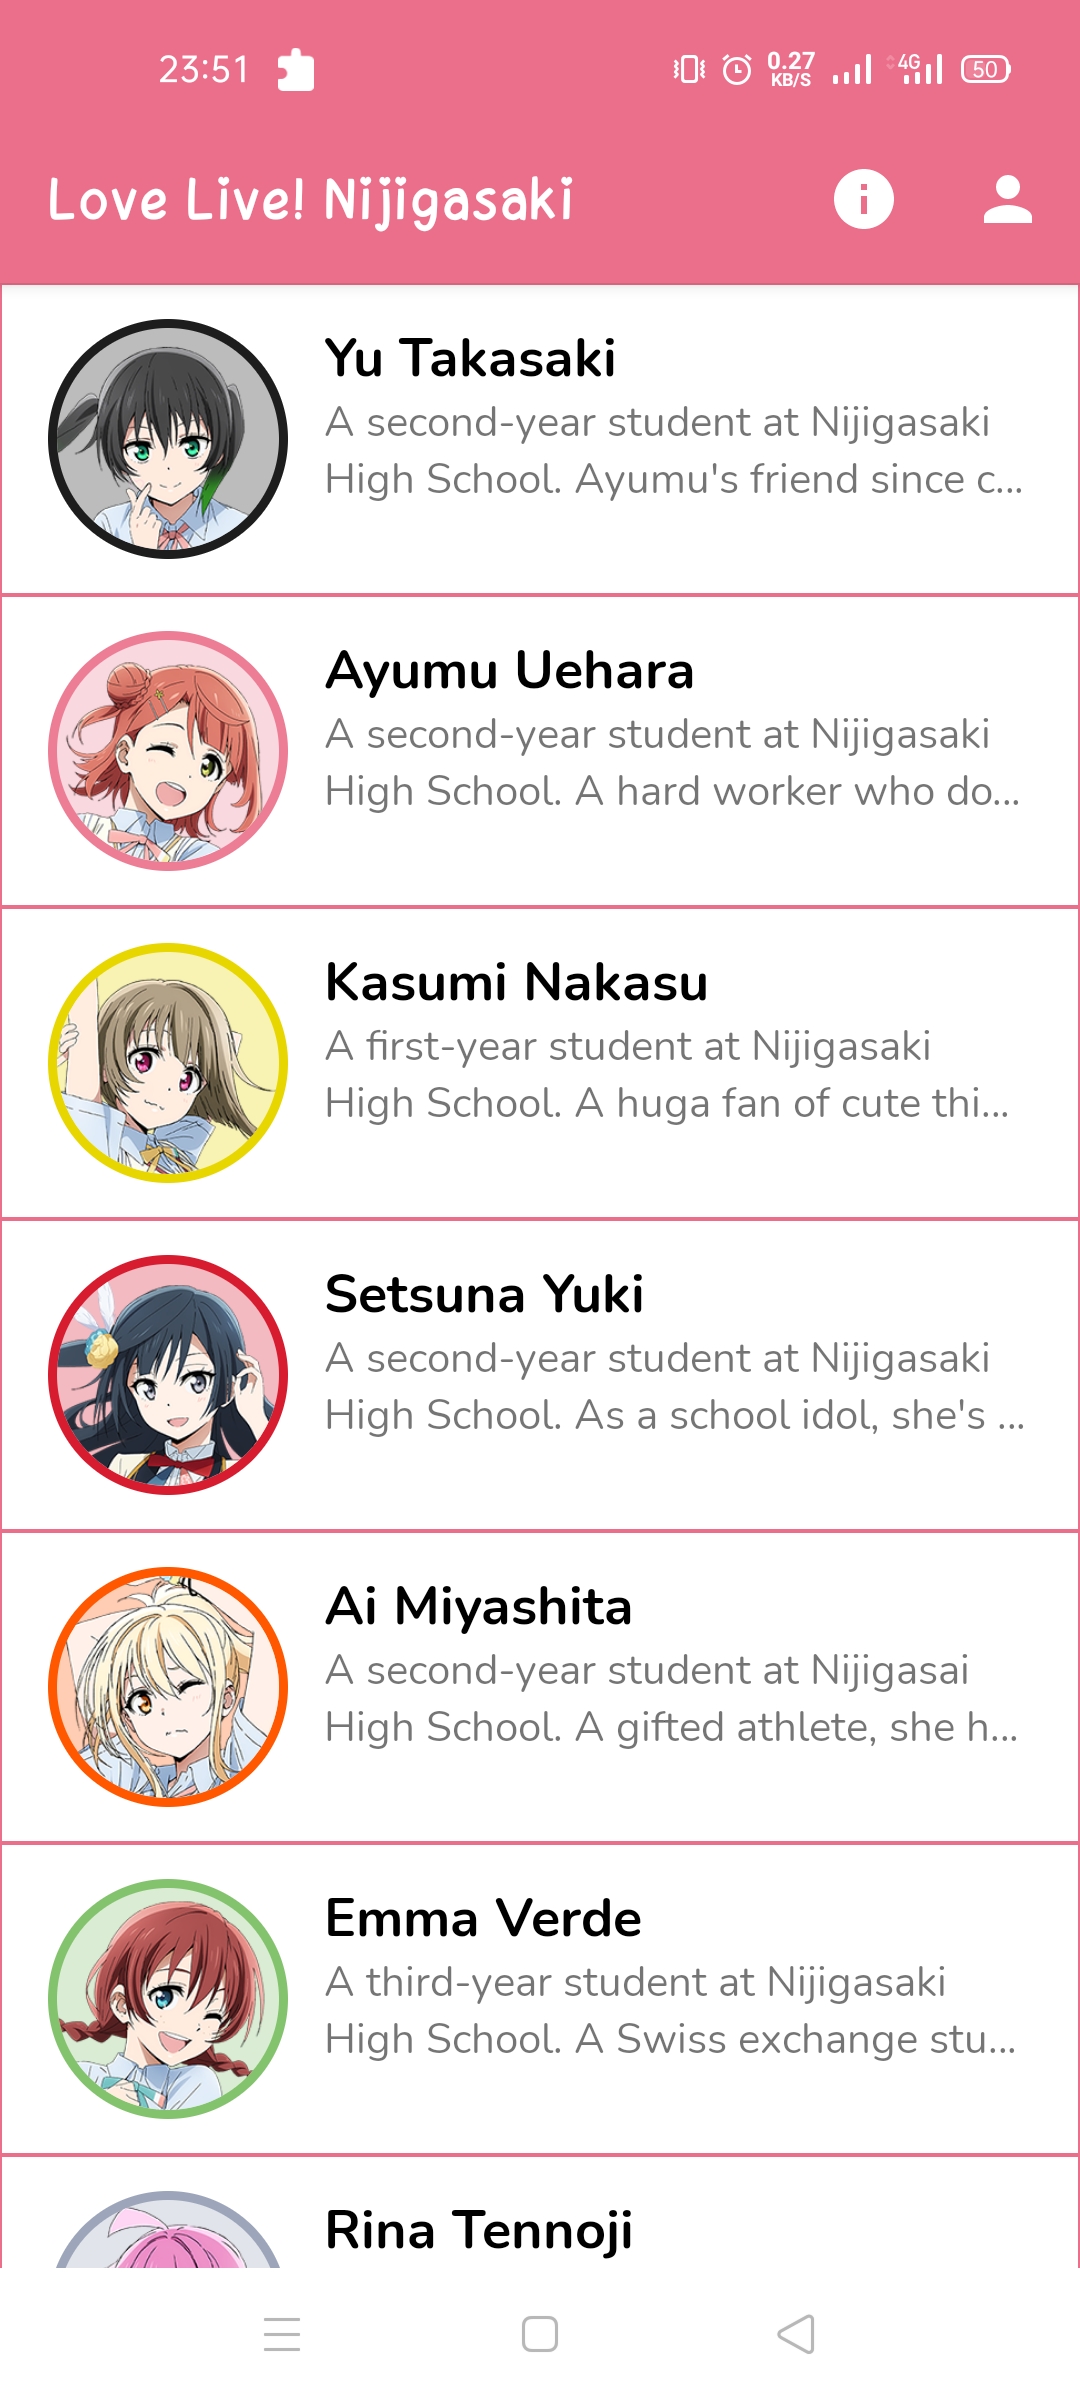 23:51
0.27
KB/S
4G
50
Love Live! Nijigasaki
Yu Takasaki
A second-year student at Nijigasaki
High School. Ayumu's friend since c...
Ayumu Uehara
A second-year student at Nijigasaki
High School. A hard worker who do...
Kasumi Nakasu
A first-year student at Nijigasaki
High School. A huga fan of cute thi...
Setsuna Yuki
A second-year student at Nijigasaki
High School. As a school idol, she's ...
Ai Miyashita
A second-year student at Nijigasai
High School. A gifted athlete, she h...
Emma Verde
A third-year student at Nijigasaki
High School. A Swiss exchange stu...
Rina Tennoji